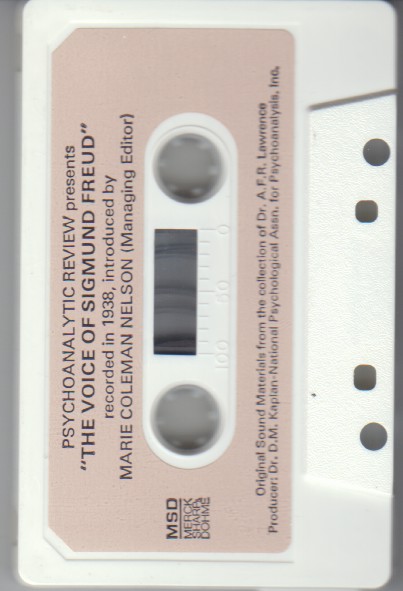 PSYCHOANALYTIC REVIEW presents
"THE VOICE OF SIGMUND FREUD"
recorded in 1938, introduced by
MARIE COLEMAN NELSON (Managing Editor)
100 50 0
Original Sound Materials from the collection of Dr. A.F.R. Lawrence
Producer: Dr. D.M. Kaplan-National Psychological Assn. for Psychoanalysis, Inc.
MSD
MERCK
SHARP&
DOHME